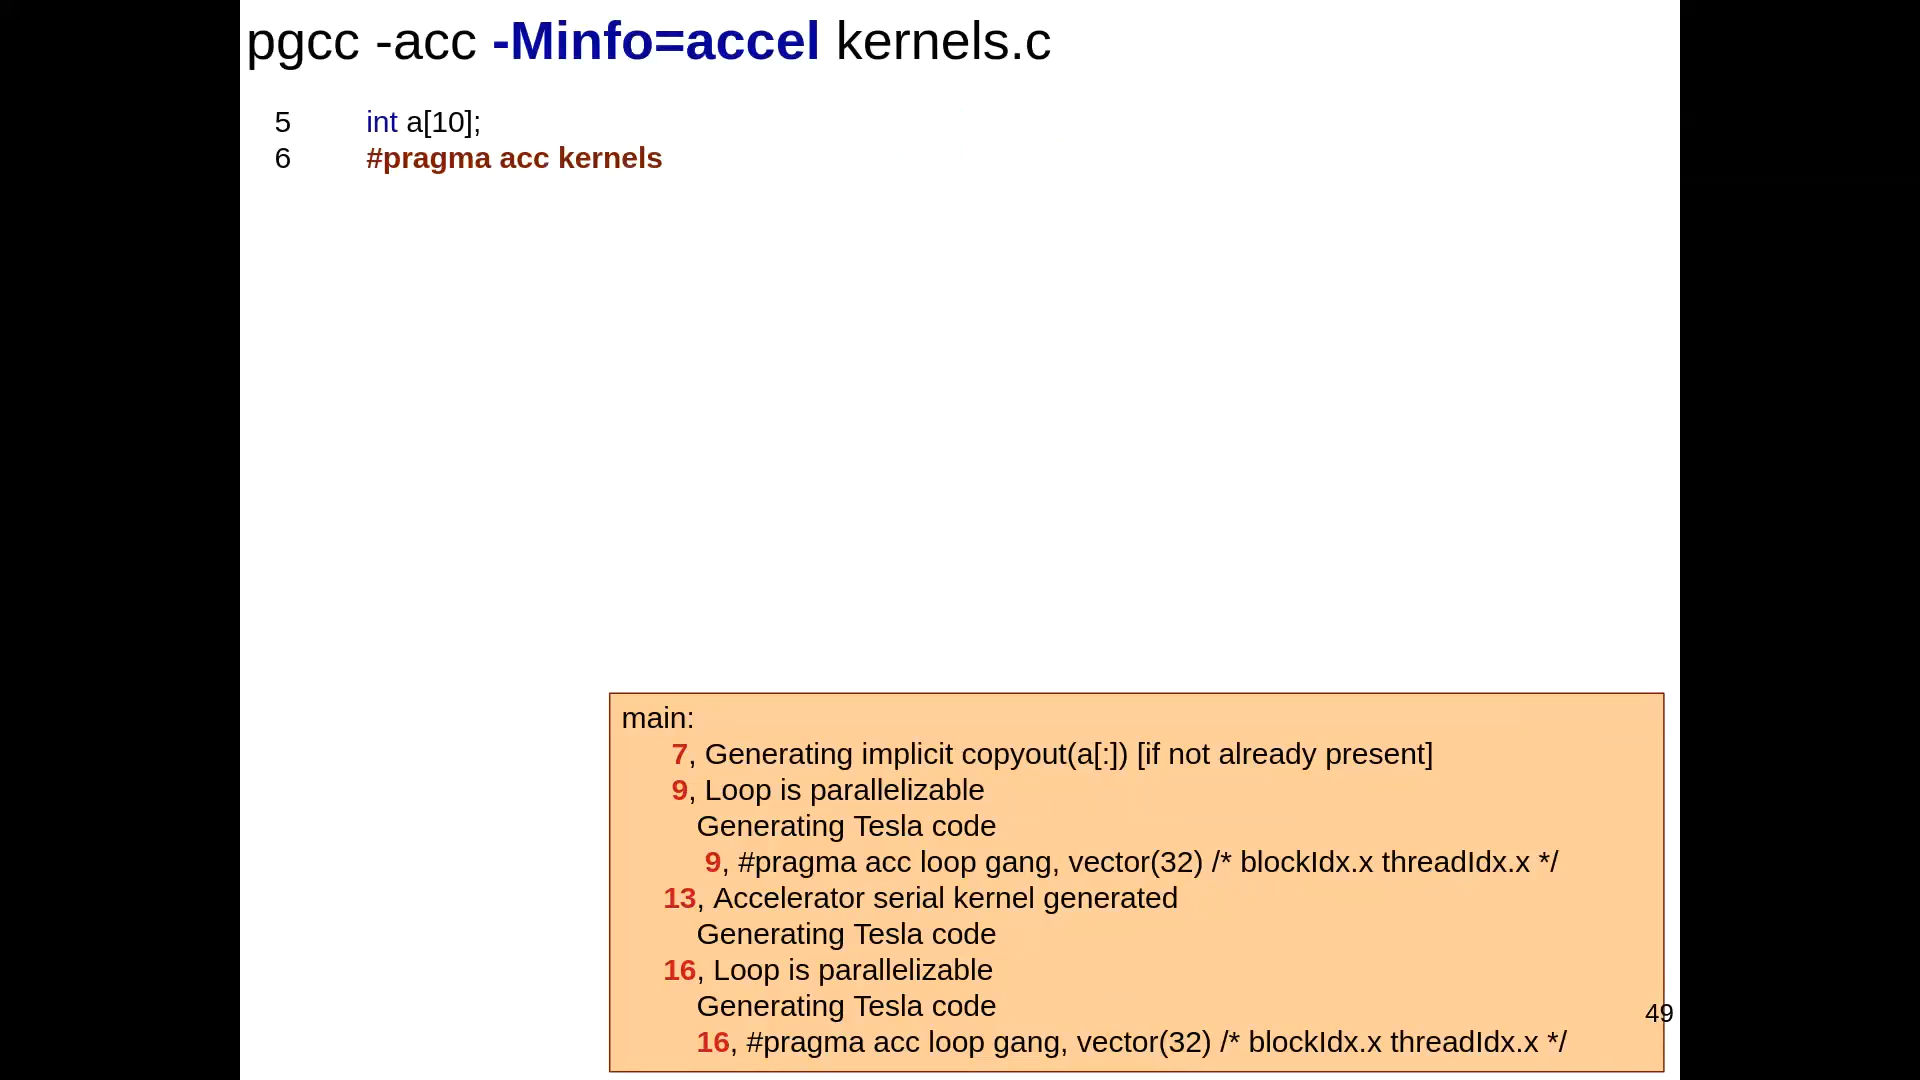 pgcc -acc -Minfo=accel kernels.c
5 int a[10];
6 #pragma acc kernels
main:
7, Generating implicit copyout(a[:]) [if not already present]
9, Loop is parallelizable
Generating Tesla code
9, #pragma acc loop gang, vector(32) /* blockIdx.x threadIdx.x */
13, Accelerator serial kernel generated
Generating Tesla code
16, Loop is parallelizable
Generating Tesla code
49
16, #pragma acc loop gang, vector(32) /* blockIdx.x threadIdx.x */